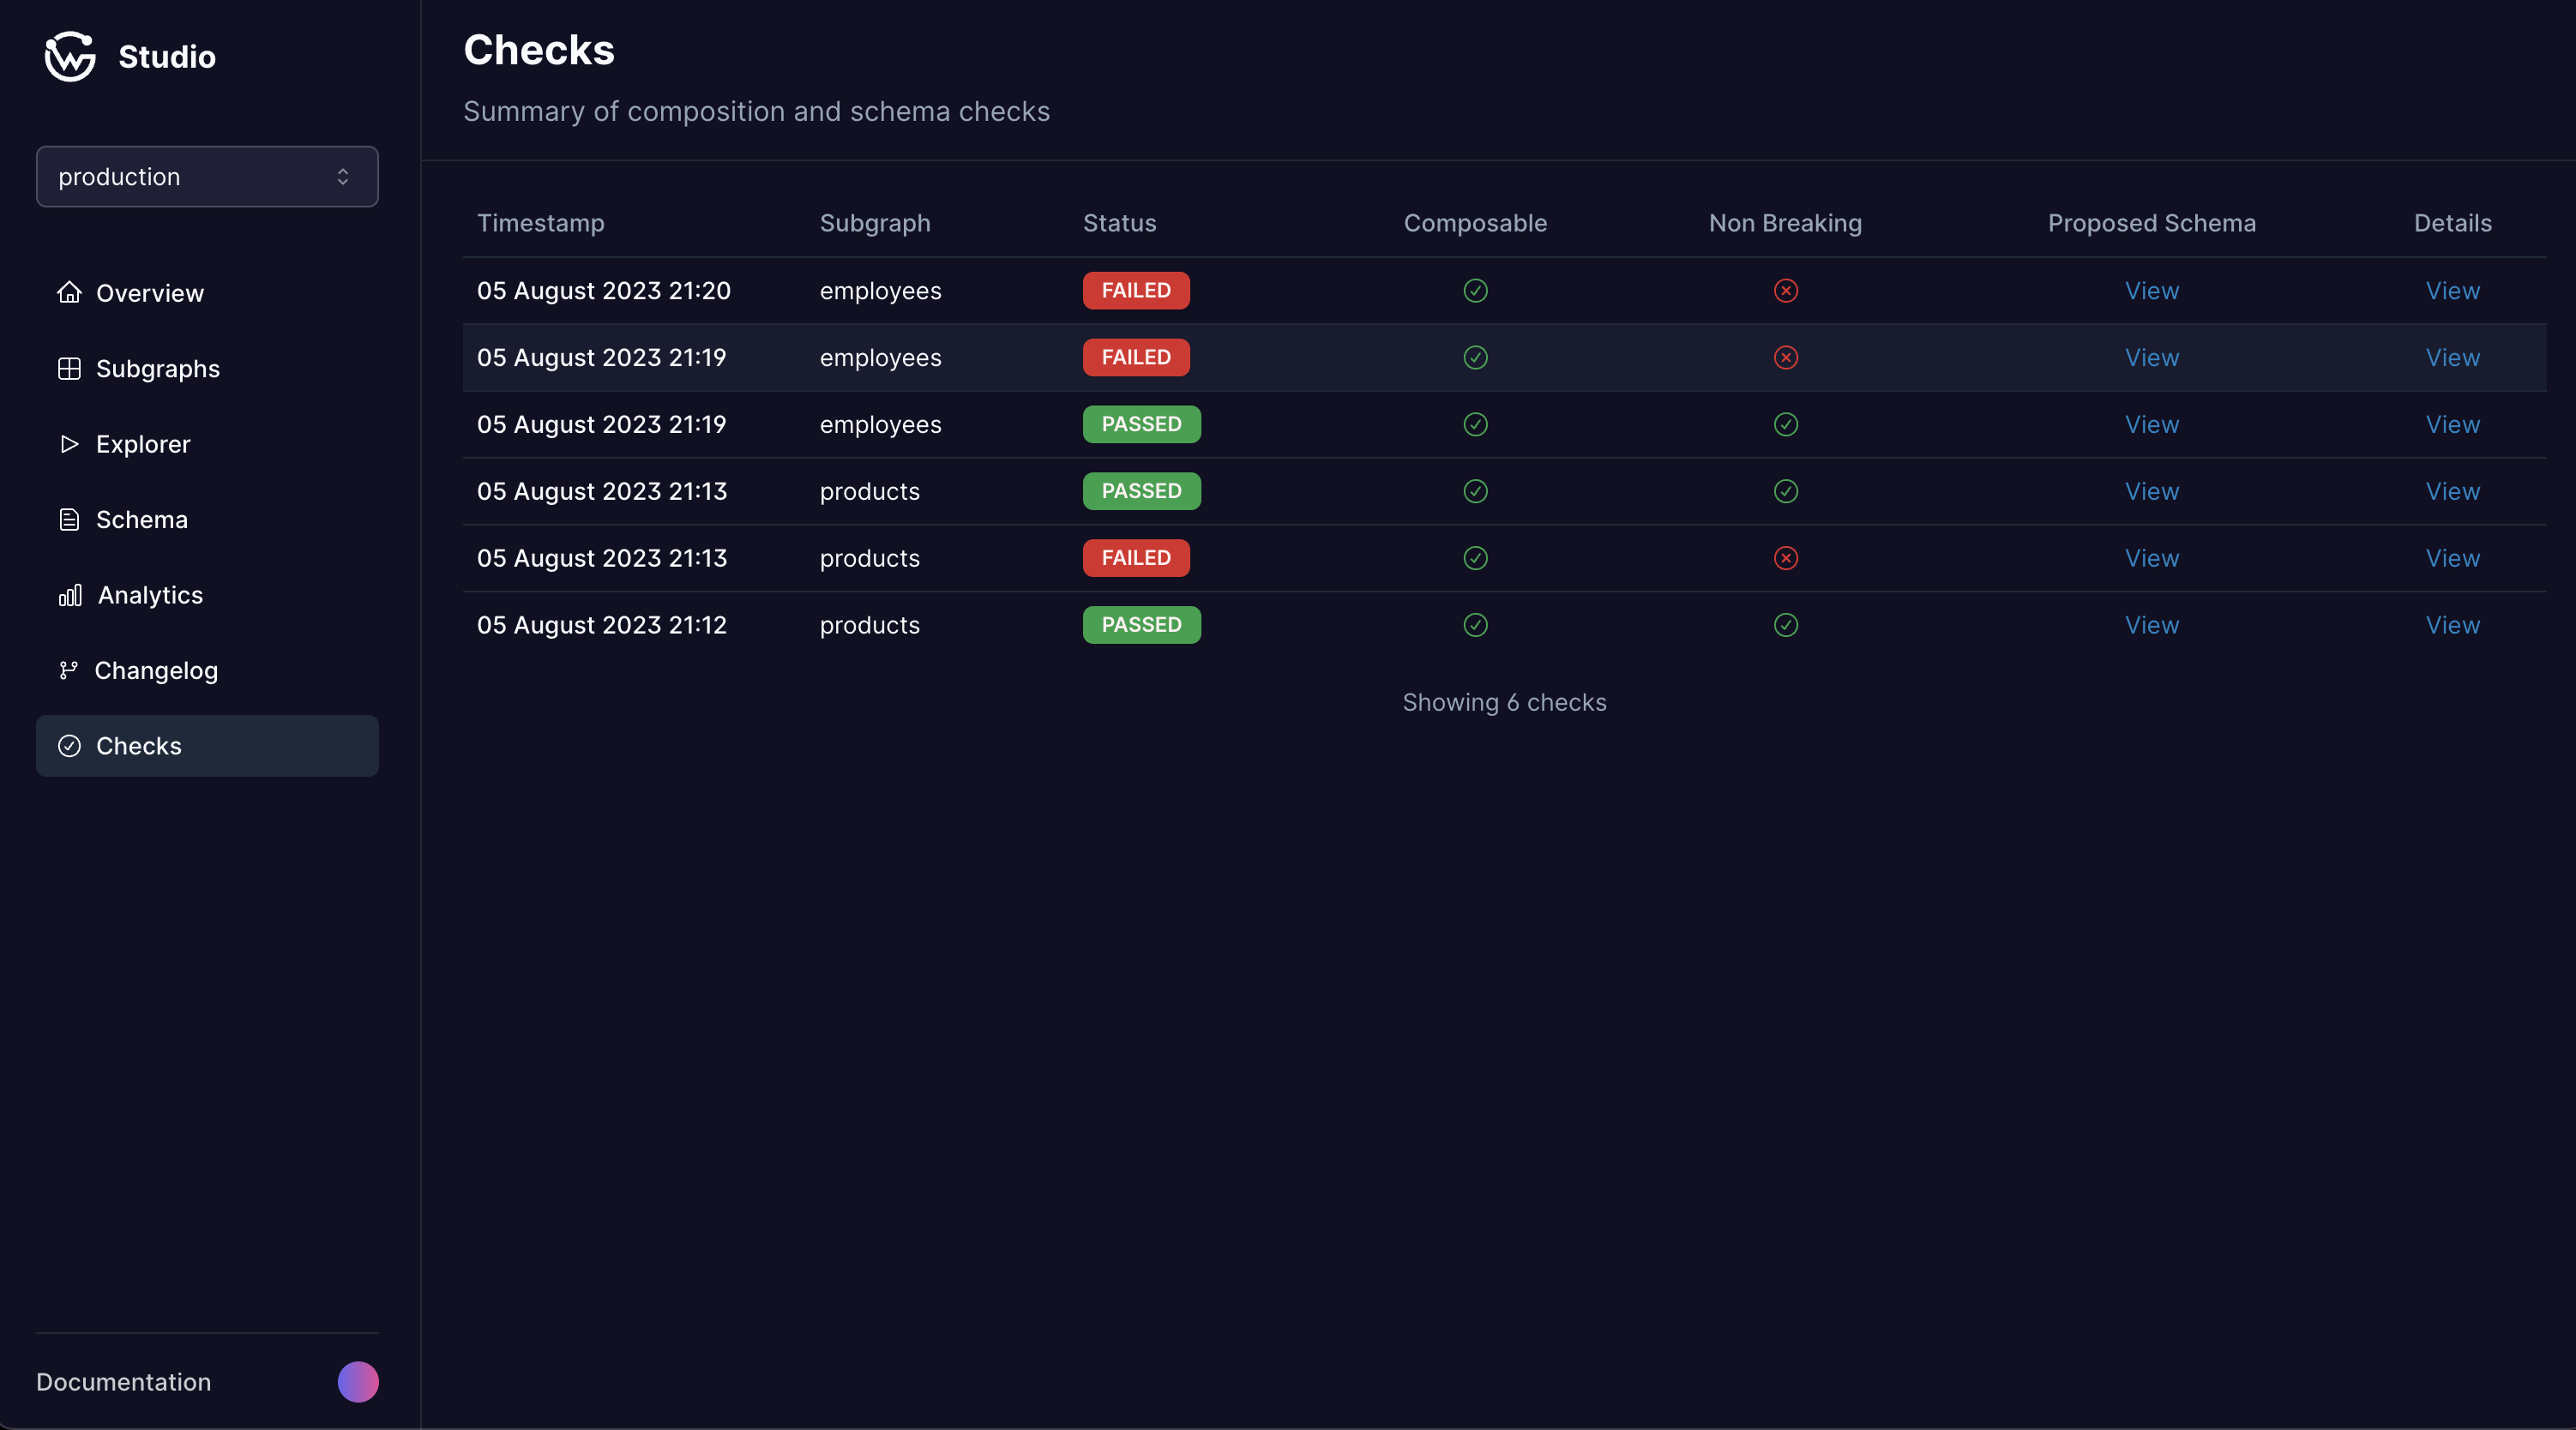 Studio
production
Overview
Subgraphs
Explorer
Schema
Analytics
Changelog
Checks
Documentation
Checks
Summary of composition and schema checks
Timestamp Subgraph Status Composable Non Breaking Proposed Schema Details
05 August 2023 21:20 employees FAILED View View
05 August 2023 21:19 employees FAILED View View
05 August 2023 21:19 employees PASSED View View
05 August 2023 21:13 products PASSED View View
05 August 2023 21:13 products FAILED View View
05 August 2023 21:12 products PASSED View View
Showing 6 checks